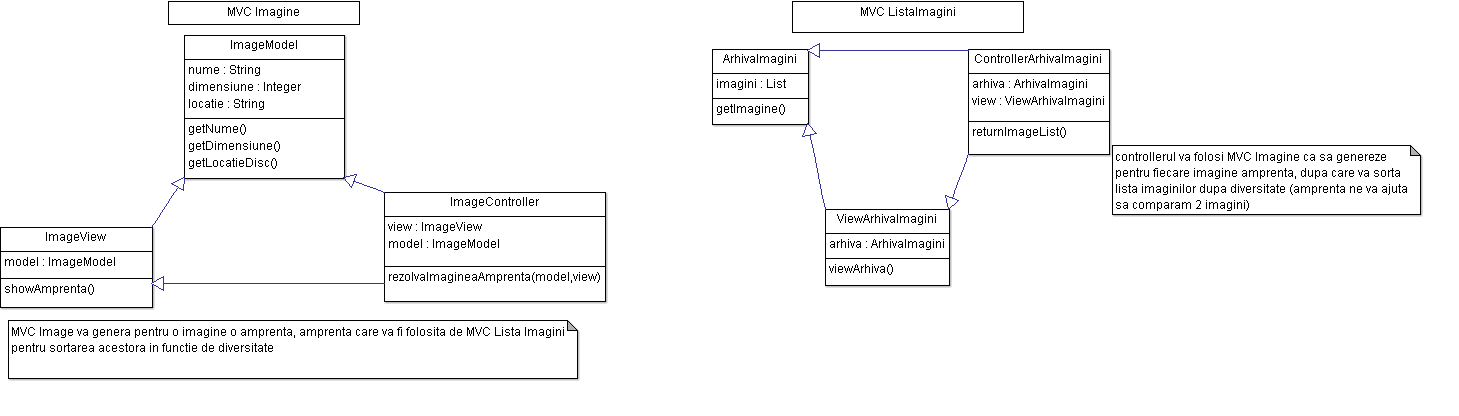 MVC Imagine
ImageModel
nume : String
dimensiune : Integer
locatie : String
getNume()
getDimensiune()
getLocatieDisc()
ImageView
model : ImageModel
showAmprenta()
ImageController
view : ImageView
model : ImageModel
rezolvaImagineaAmprenta(model,view)
MVC Image va genera pentru o imagine o amprenta, amprenta care va fi folosita de MVC Lista Imagini
pentru sortarea acestora in functie de diversitate
MVC ListaImagini
ArhivaImagini
imagini : List
getImagine()
ControllerArhivaImagini
arhiva : ArhivaImagini
view : ViewArhivaImagini
returnImageList()
controllerul va folosi MVC Imagine ca sa genereze
pentru fiecare imagine amprenta, dupa care va sorta
lista imaginilor dupa diversitate (amprenta ne va ajuta
sa comparam 2 imagini)
ViewArhivaImagini
arhiva : ArhivaImagini
viewArhiva()